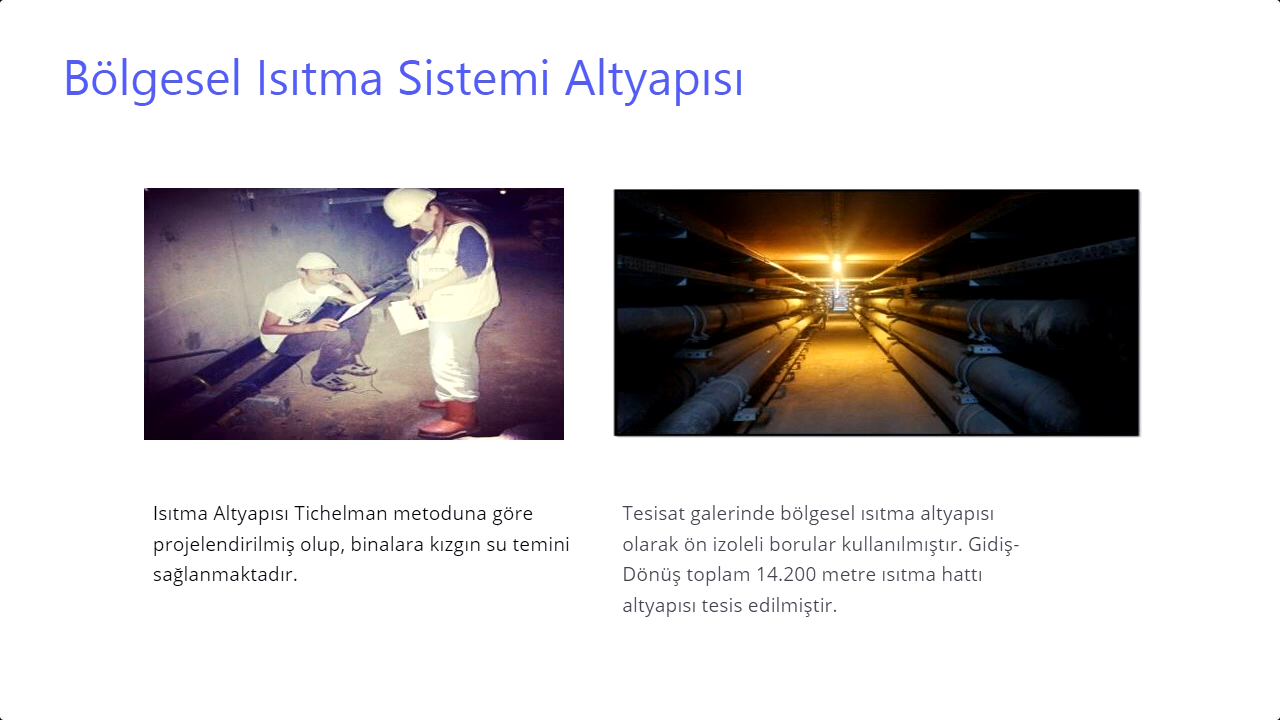 Bölgesel Isıtma Sistemi Altyapısı
Isıtma Altyapısı Tichelman metoduna göre
projelendirilmiş olup, binalara kızgın su temini
sağlanmaktadır.
Tesisat galerinde bölgesel ısıtma altyapısı
olarak ön izoleli borular kullanılmıştır. Gidiş-
Dönüş toplam 14.200 metre ısıtma hattı
altyapısı tesis edilmiştir.